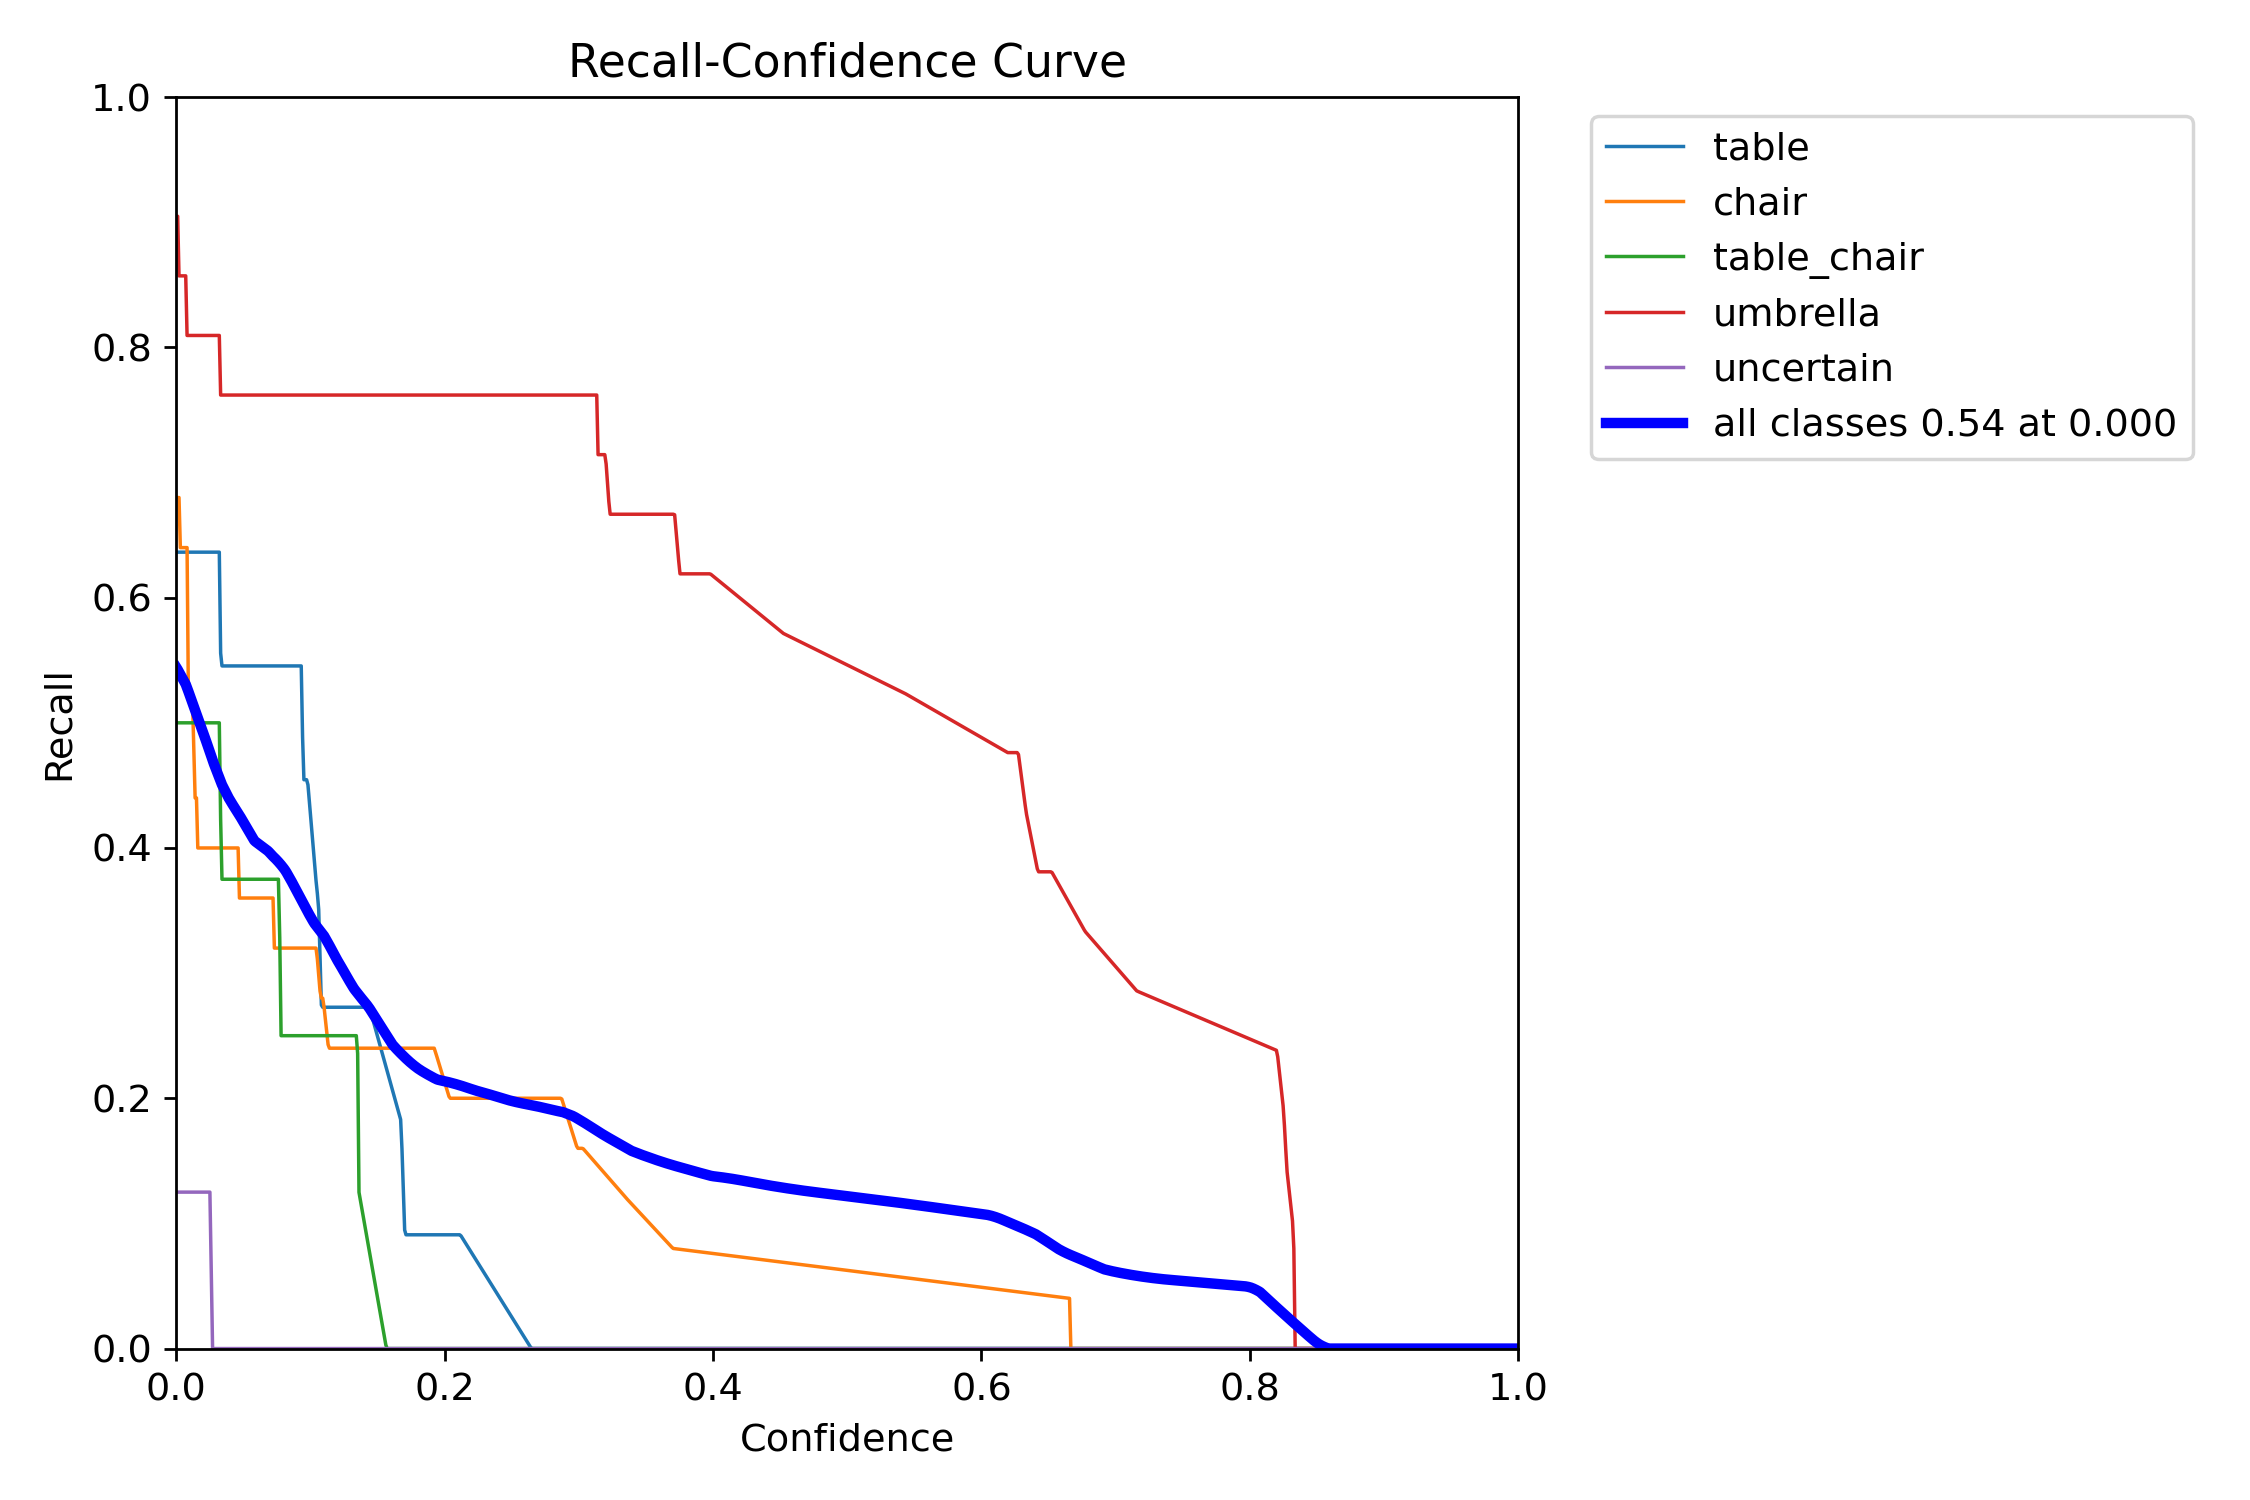 Recall-Confidence Curve
1.0
0.8
0.6
0.4
0.2
0.0
Recall
0.0 0.2 0.4 0.6 0.8 1.0
Confidence
table
chair
table_chair
umbrella
uncertain
all classes 0.54 at 0.000